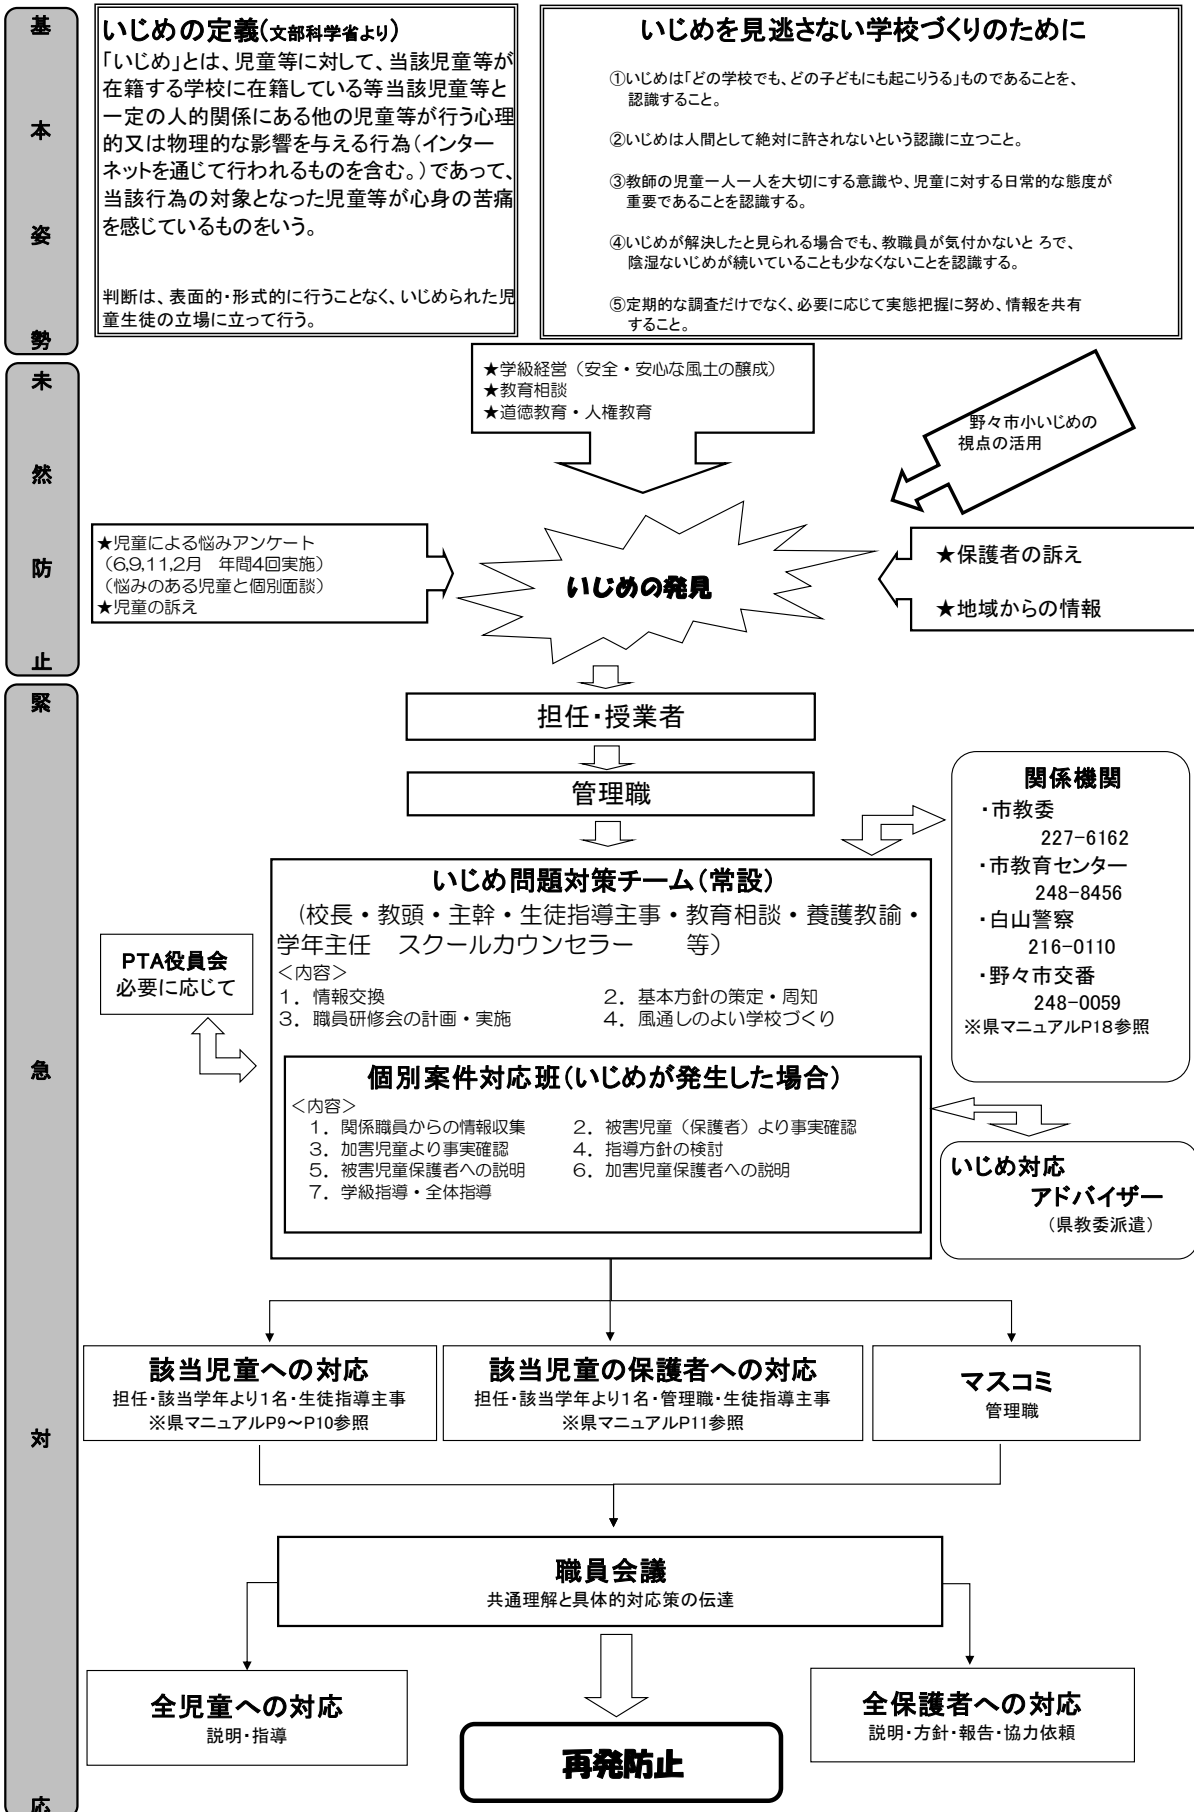 基本姿勢
いじめの定義(文部科学省より)
「いじめ」とは、児童等に対して、当該児童等が
在籍する学校に在籍している等当該児童等と
一定の人的関係にある他の児童等が行う心理
的又は物理的な影響を与える行為(インター
ネットを通じて行われるものを含む。)であって、
当該行為の対象となった児童等が心身の苦痛
を感じているものをいう。
判断は、表面的・形式的に行うことなく、いじめられた児
童生徒の立場に立って行う。
いじめを見逃さない学校づくりのために
①いじめは「どの学校でも、どの子どもにも起こりうる」ものであることを、
認識すること。
②いじめは人間として絶対に許されないという認識に立つこと。
③教師の児童一人一人を大切にする意識や、児童に対する日常的な態度が
重要であることを認識する。
④いじめが解決したと見られる場合でも、教職員が気付かないと ろで、
陰湿ないじめが続いていることも少なくないことを認識する。
⑤定期的な調査だけでなく、必要に応じて実態把握に努め、情報を共有
すること。
未然防止
★学級経営(安全・安心な風土の醸成)
★教育相談
★道徳教育・人権教育
野々市小いじめの
視点の活用
★児童による悩みアンケート
(6,9,11,2月 年間4回実施)
(悩みのある児童と個別面談)
★児童の訴え
いじめの発見
★保護者の訴え
★地域からの情報
緊急対応
担任・授業者
管理職
関係機関
・市教委
227-6162
・市教育センター
248-8456
・白山警察
216-0110
・野々市交番
248-0059
※県マニュアルP18参照
いじめ問題対策チーム(常設)
(校長・教頭・主幹・生徒指導主事・教育相談・養護教諭・
学年主任 スクールカウンセラー 等)
<内容>
1. 情報交換 2. 基本方針の策定・周知
3. 職員研修会の計画・実施 4. 風通しのよい学校づくり
PTA役員会
必要に応じて
個別案件対応班(いじめが発生した場合)
<内容>
1. 関係職員からの情報収集 2. 被害児童(保護者)より事実確認
3. 加害児童より事実確認 4. 指導方針の検討
5. 被害児童保護者への説明 6. 加害児童保護者への説明
7. 学級指導・全体指導
いじめ対応
アドバイザー
(県教委派遣)
該当児童への対応
担任・該当学年より1名・生徒指導主事
※県マニュアルP9~P10参照
該当児童の保護者への対応
担任・該当学年より1名・管理職・生徒指導主事
※県マニュアルP11参照
マスコミ
管理職
職員会議
共通理解と具体的対応策の伝達
全児童への対応
説明・指導
再発防止
全保護者への対応
説明・方針・報告・協力依頼